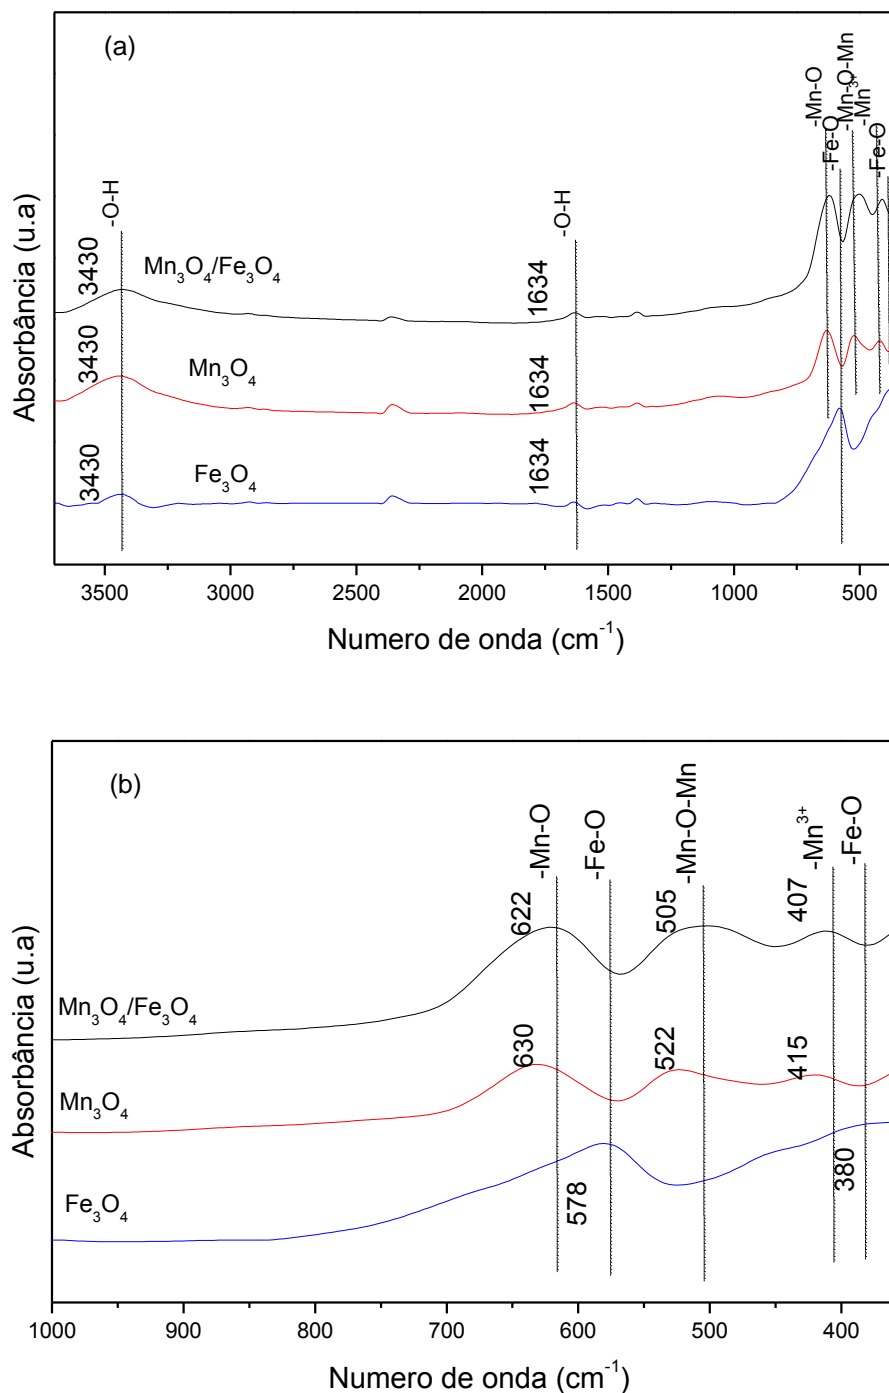 (a)
-Mn-O
-Fe-O
-Mn-O-Mn
-Mn³⁺
-Fe-O
-O-H
-O-H
3430
Mn₃O₄/Fe₃O₄
1634
3430
Mn₃O₄
1634
3430
Fe₃O₄
1634
Absorbância (u.a)
3500 3000 2500 2000 1500 1000 500
Numero de onda (cm⁻¹)
(b)
-Mn-O
-Fe-O
-Mn-O-Mn
-Mn³⁺
-Fe-O
622
505
407
Mn₃O₄/Fe₃O₄
630
522
415
Mn₃O₄
Fe₃O₄
578
380
Absorbância (u.a)
1000 900 800 700 600 500 400
Numero de onda (cm⁻¹)